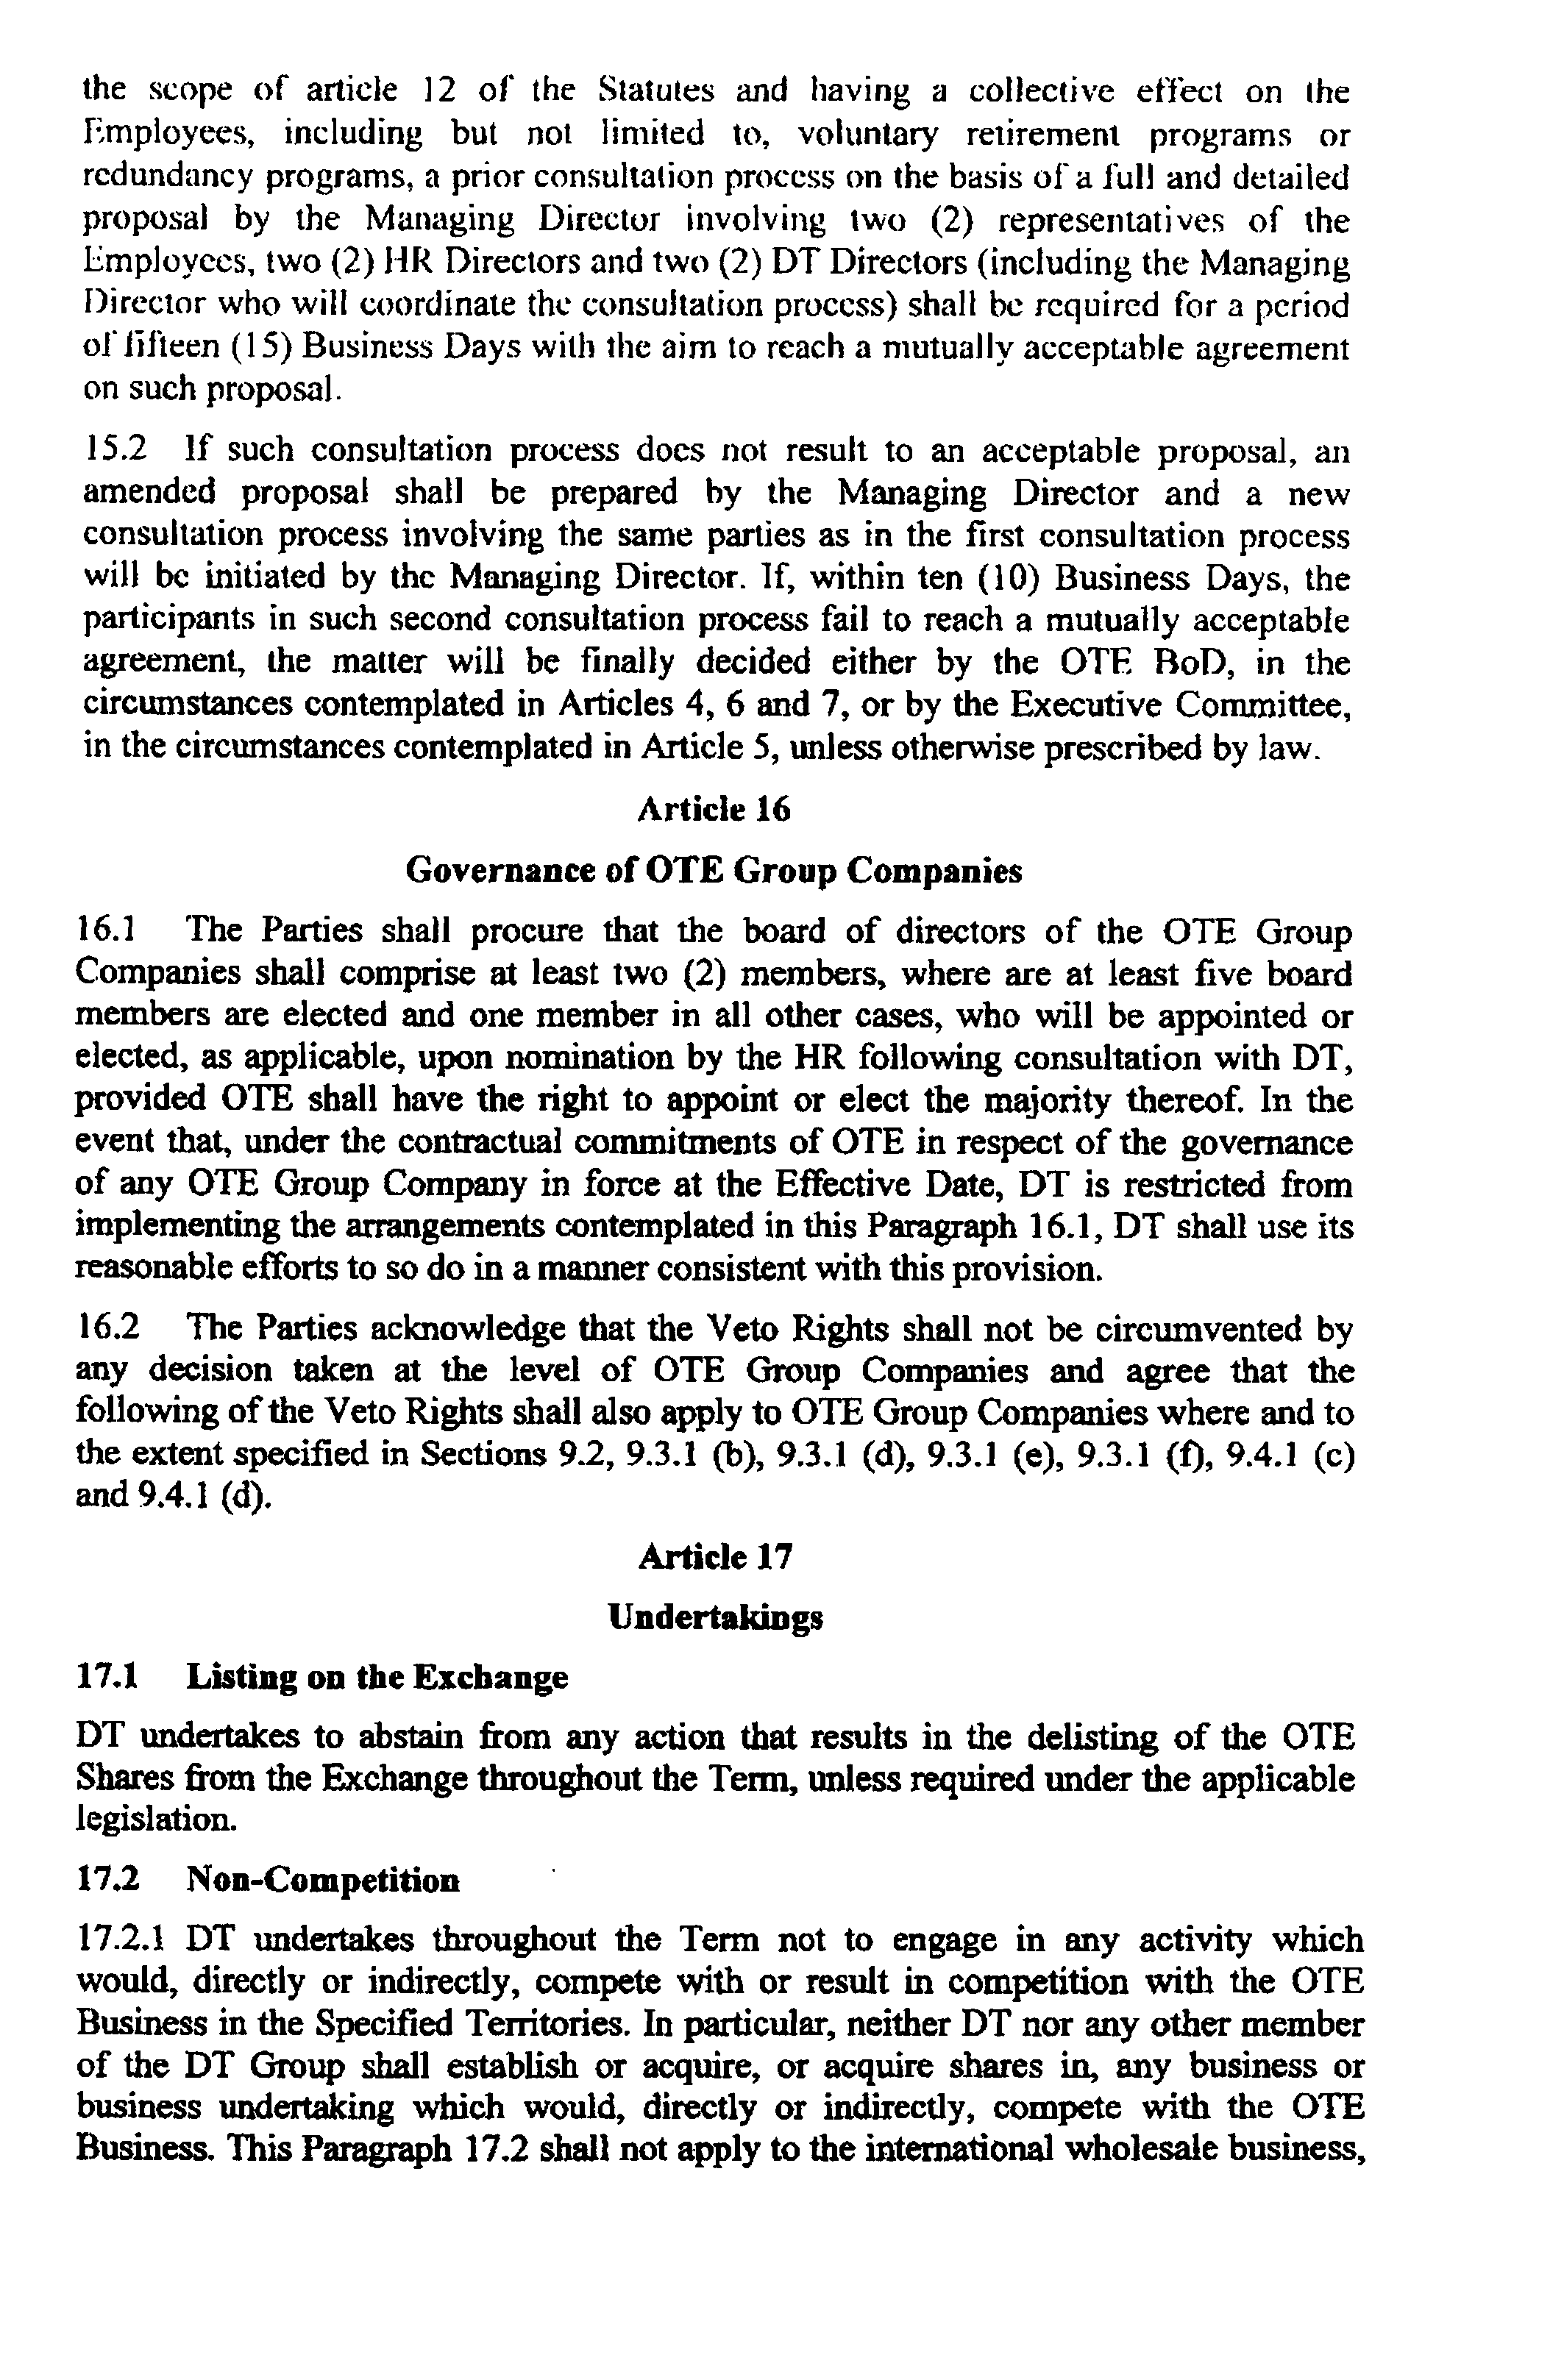 the scope of article 12 of the Statutes and having a collective effect on the
Employees, including but not limited to, voluntary retirement programs or
redundancy programs, a prior consultation process on the basis of a full and detailed
proposal by the Managing Director involving two (2) representatives of the
Employees, two (2) HR Directors and two (2) DT Directors (including the Managing
Director who will coordinate the consultation process) shall be required for a period
of fifteen (15) Business Days with the aim to reach a mutually acceptable agreement
on such proposal.
15.2 If such consultation process does not result to an acceptable proposal, an
amended proposal shall be prepared by the Managing Director and a new
consultation process involving the same parties as in the first consultation process
will be initiated by the Managing Director. If, within ten (10) Business Days, the
participants in such second consultation process fail to reach a mutually acceptable
agreement, the matter will be finally decided either by the OTE BoD, in the
circumstances contemplated in Articles 4, 6 and 7, or by the Executive Committee,
in the circumstances contemplated in Article 5, unless otherwise prescribed by law.
Article 16
Governance of OTE Group Companies
16.1 The Parties shall procure that the board of directors of the OTE Group
Companies shall comprise at least two (2) members, where are at least five board
members are elected and one member in all other cases, who will be appointed or
elected, as applicable, upon nomination by the HR following consultation with DT,
provided OTE shall have the right to appoint or elect the majority thereof. In the
event that, under the contractual commitments of OTE in respect of the governance
of any OTE Group Company in force at the Effective Date, DT is restricted from
implementing the arrangements contemplated in this Paragraph 16.1, DT shall use its
reasonable efforts to so do in a manner consistent with this provision.
16.2 The Parties acknowledge that the Veto Rights shall not be circumvented by
any decision taken at the level of OTE Group Companies and agree that the
following of the Veto Rights shall also apply to OTE Group Companies where and to
the extent specified in Sections 9.2, 9.3.1 (b), 9.3.1 (d), 9.3.1 (e), 9.3.1 (f), 9.4.1 (c)
and 9.4.1 (d).
Article 17
Undertakings
17.1 Listing on the Exchange
DT undertakes to abstain from any action that results in the delisting of the OTE
Shares from the Exchange throughout the Term, unless required under the applicable
legislation.
17.2 Non-Competition
17.2.1 DT undertakes throughout the Term not to engage in any activity which
would, directly or indirectly, compete with or result in competition with the OTE
Business in the Specified Territories. In particular, neither DT nor any other member
of the DT Group shall establish or acquire, or acquire shares in, any business or
business undertaking which would, directly or indirectly, compete with the OTE
Business. This Paragraph 17.2 shall not apply to the international wholesale business,